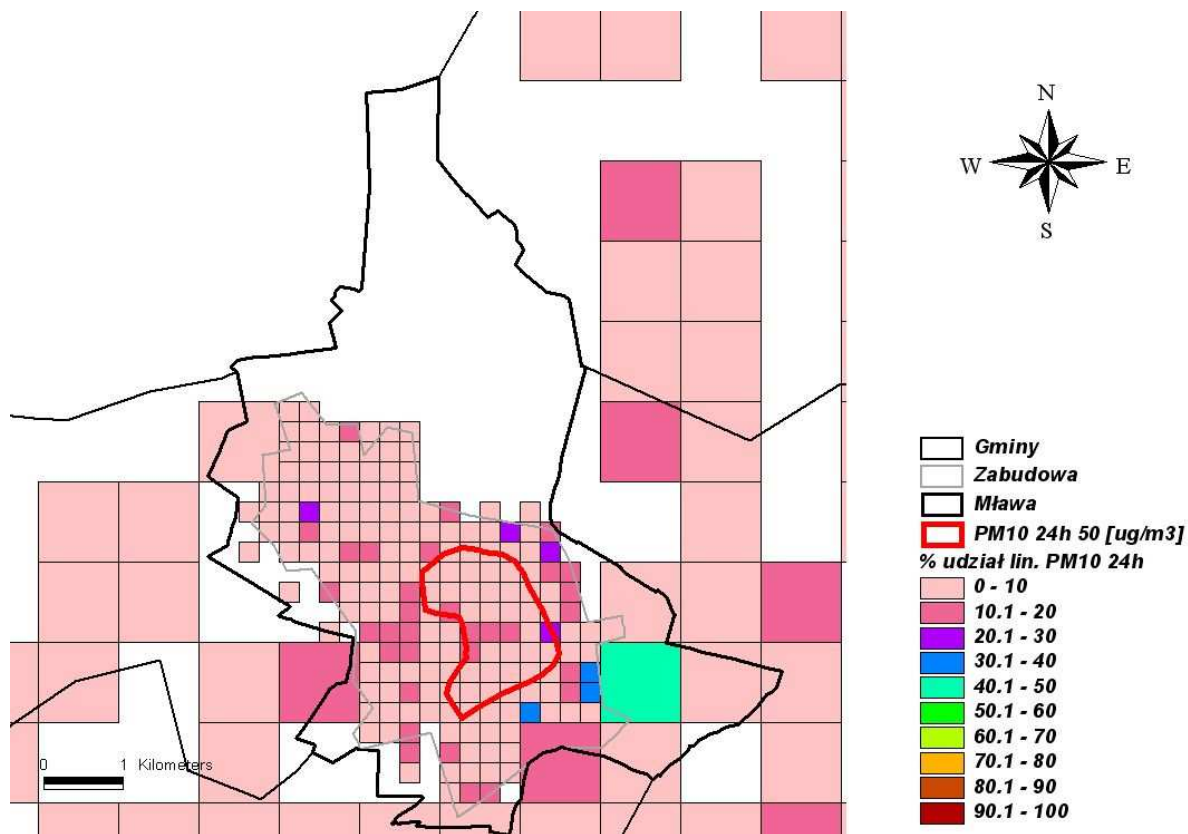 N
W E
S
Gminy
Zabudowa
Mława
PM10 24h 50 [ug/m3]
% udział lin. PM10 24h
0 - 10
10.1 - 20
20.1 - 30
30.1 - 40
40.1 - 50
50.1 - 60
60.1 - 70
70.1 - 80
80.1 - 90
90.1 - 100
0 1 Kilometers